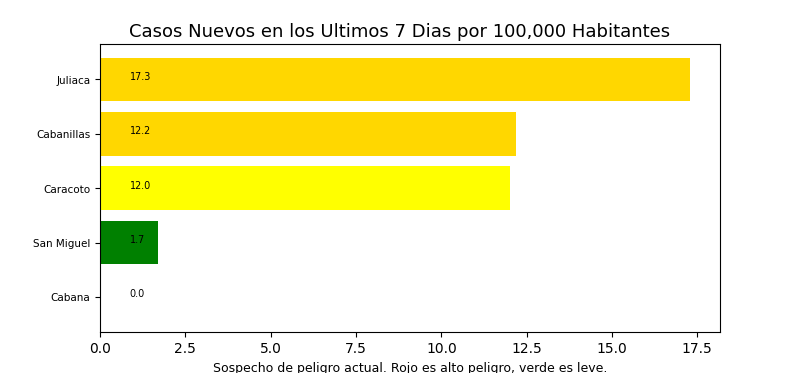 Casos Nuevos en los Ultimos 7 Dias por 100,000 Habitantes
Juliaca 17.3
Cabanillas 12.2
Caracoto 12.0
San Miguel 1.7
Cabana 0.0
0.0 2.5 5.0 7.5 10.0 12.5 15.0 17.5
Sospecho de peligro actual. Rojo es alto peligro, verde es leve.